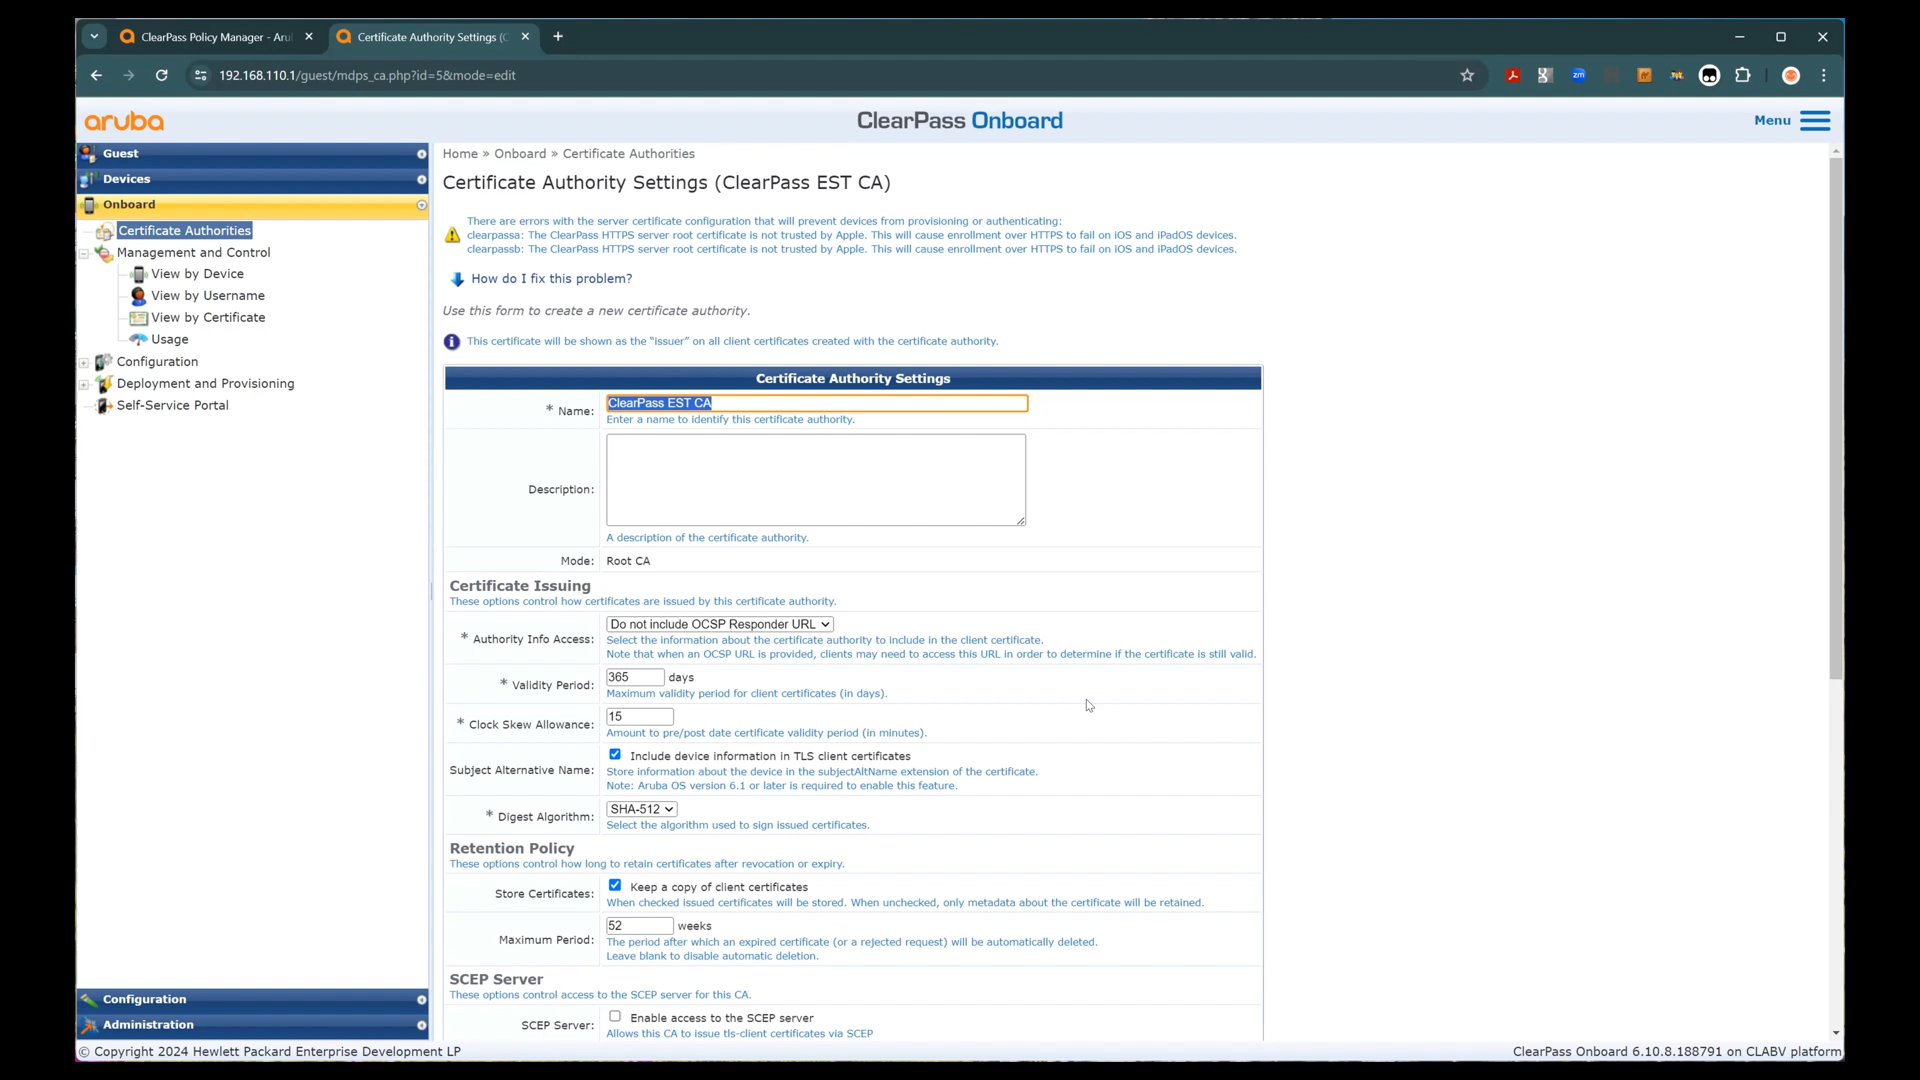 ClearPass Policy Manager - Aru
Certificate Authority Settings (C
192.168.110.1/guest/mdps_ca.php?id=5&mode=edit
aruba
ClearPass Onboard
Menu
Guest
Devices
Onboard
Certificate Authorities
Management and Control
View by Device
View by Username
View by Certificate
Usage
Configuration
Deployment and Provisioning
Self-Service Portal
Configuration
Administration
Home » Onboard » Certificate Authorities
Certificate Authority Settings (ClearPass EST CA)
There are errors with the server certificate configuration that will prevent devices from provisioning or authenticating:
clearpassa: The ClearPass HTTPS server root certificate is not trusted by Apple. This will cause enrollment over HTTPS to fail on iOS and iPadOS devices.
clearpassb: The ClearPass HTTPS server root certificate is not trusted by Apple. This will cause enrollment over HTTPS to fail on iOS and iPadOS devices.
How do I fix this problem?
Use this form to create a new certificate authority.
This certificate will be shown as the “issuer” on all client certificates created with the certificate authority.
Certificate Authority Settings
* Name: ClearPass EST CA
Enter a name to identify this certificate authority.
Description:
A description of the certificate authority.
Mode: Root CA
Certificate Issuing
These options control how certificates are issued by this certificate authority.
* Authority Info Access: Do not include OCSP Responder URL
Select the information about the certificate authority to include in the client certificate.
Note that when an OCSP URL is provided, clients may need to access this URL in order to determine if the certificate is still valid.
* Validity Period: 365 days
Maximum validity period for client certificates (in days).
* Clock Skew Allowance: 15
Amount to pre/post date certificate validity period (in minutes).
Subject Alternative Name: Include device information in TLS client certificates
Store information about the device in the subjectAltName extension of the certificate.
Note: Aruba OS version 6.1 or later is required to enable this feature.
* Digest Algorithm: SHA-512
Select the algorithm used to sign issued certificates.
Retention Policy
These options control how long to retain certificates after revocation or expiry.
Store Certificates: Keep a copy of client certificates
When checked issued certificates will be stored. When unchecked, only metadata about the certificate will be retained.
Maximum Period: 52 weeks
The period after which an expired certificate (or a rejected request) will be automatically deleted.
Leave blank to disable automatic deletion.
SCEP Server
These options control access to the SCEP server for this CA.
SCEP Server: Enable access to the SCEP server
Allows this CA to issue tls-client certificates via SCEP
© Copyright 2024 Hewlett Packard Enterprise Development LP
ClearPass Onboard 6.10.8.188791 on CLABV platform